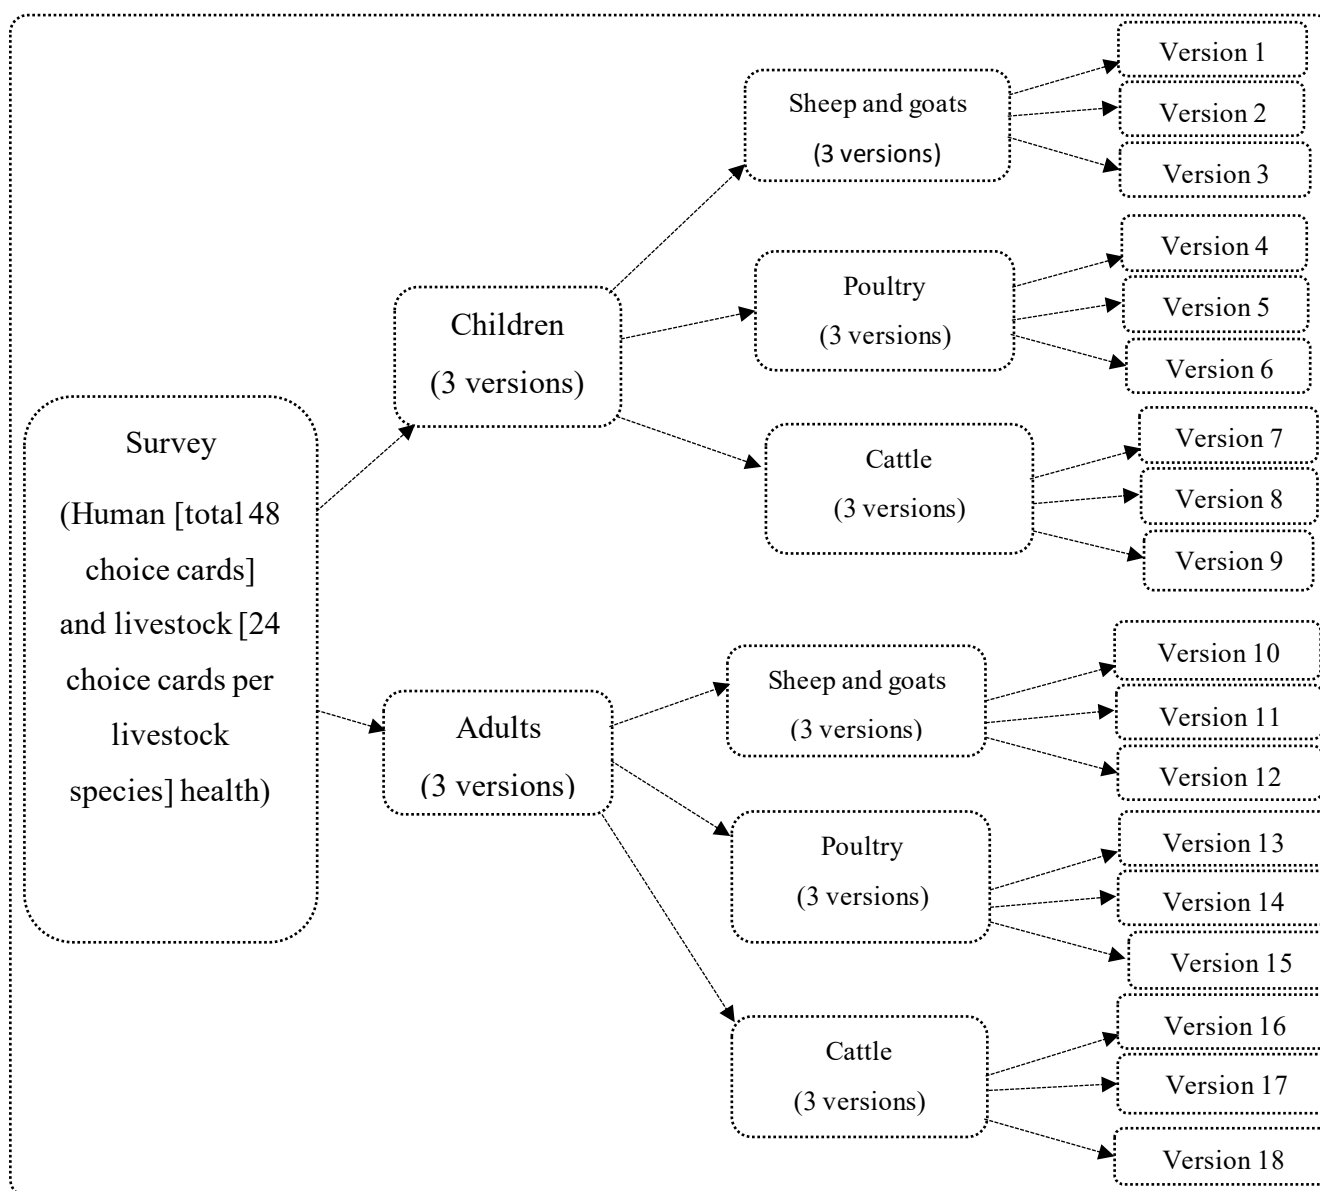 Survey
(Human [total 48
choice cards]
and livestock [24
choice cards per
livestock
species] health)
Children
(3 versions)
Sheep and goats
(3 versions)
Version 1
Version 2
Version 3
Poultry
(3 versions)
Version 4
Version 5
Version 6
Cattle
(3 versions)
Version 7
Version 8
Version 9
Adults
(3 versions)
Sheep and goats
(3 versions)
Version 10
Version 11
Version 12
Poultry
(3 versions)
Version 13
Version 14
Version 15
Cattle
(3 versions)
Version 16
Version 17
Version 18